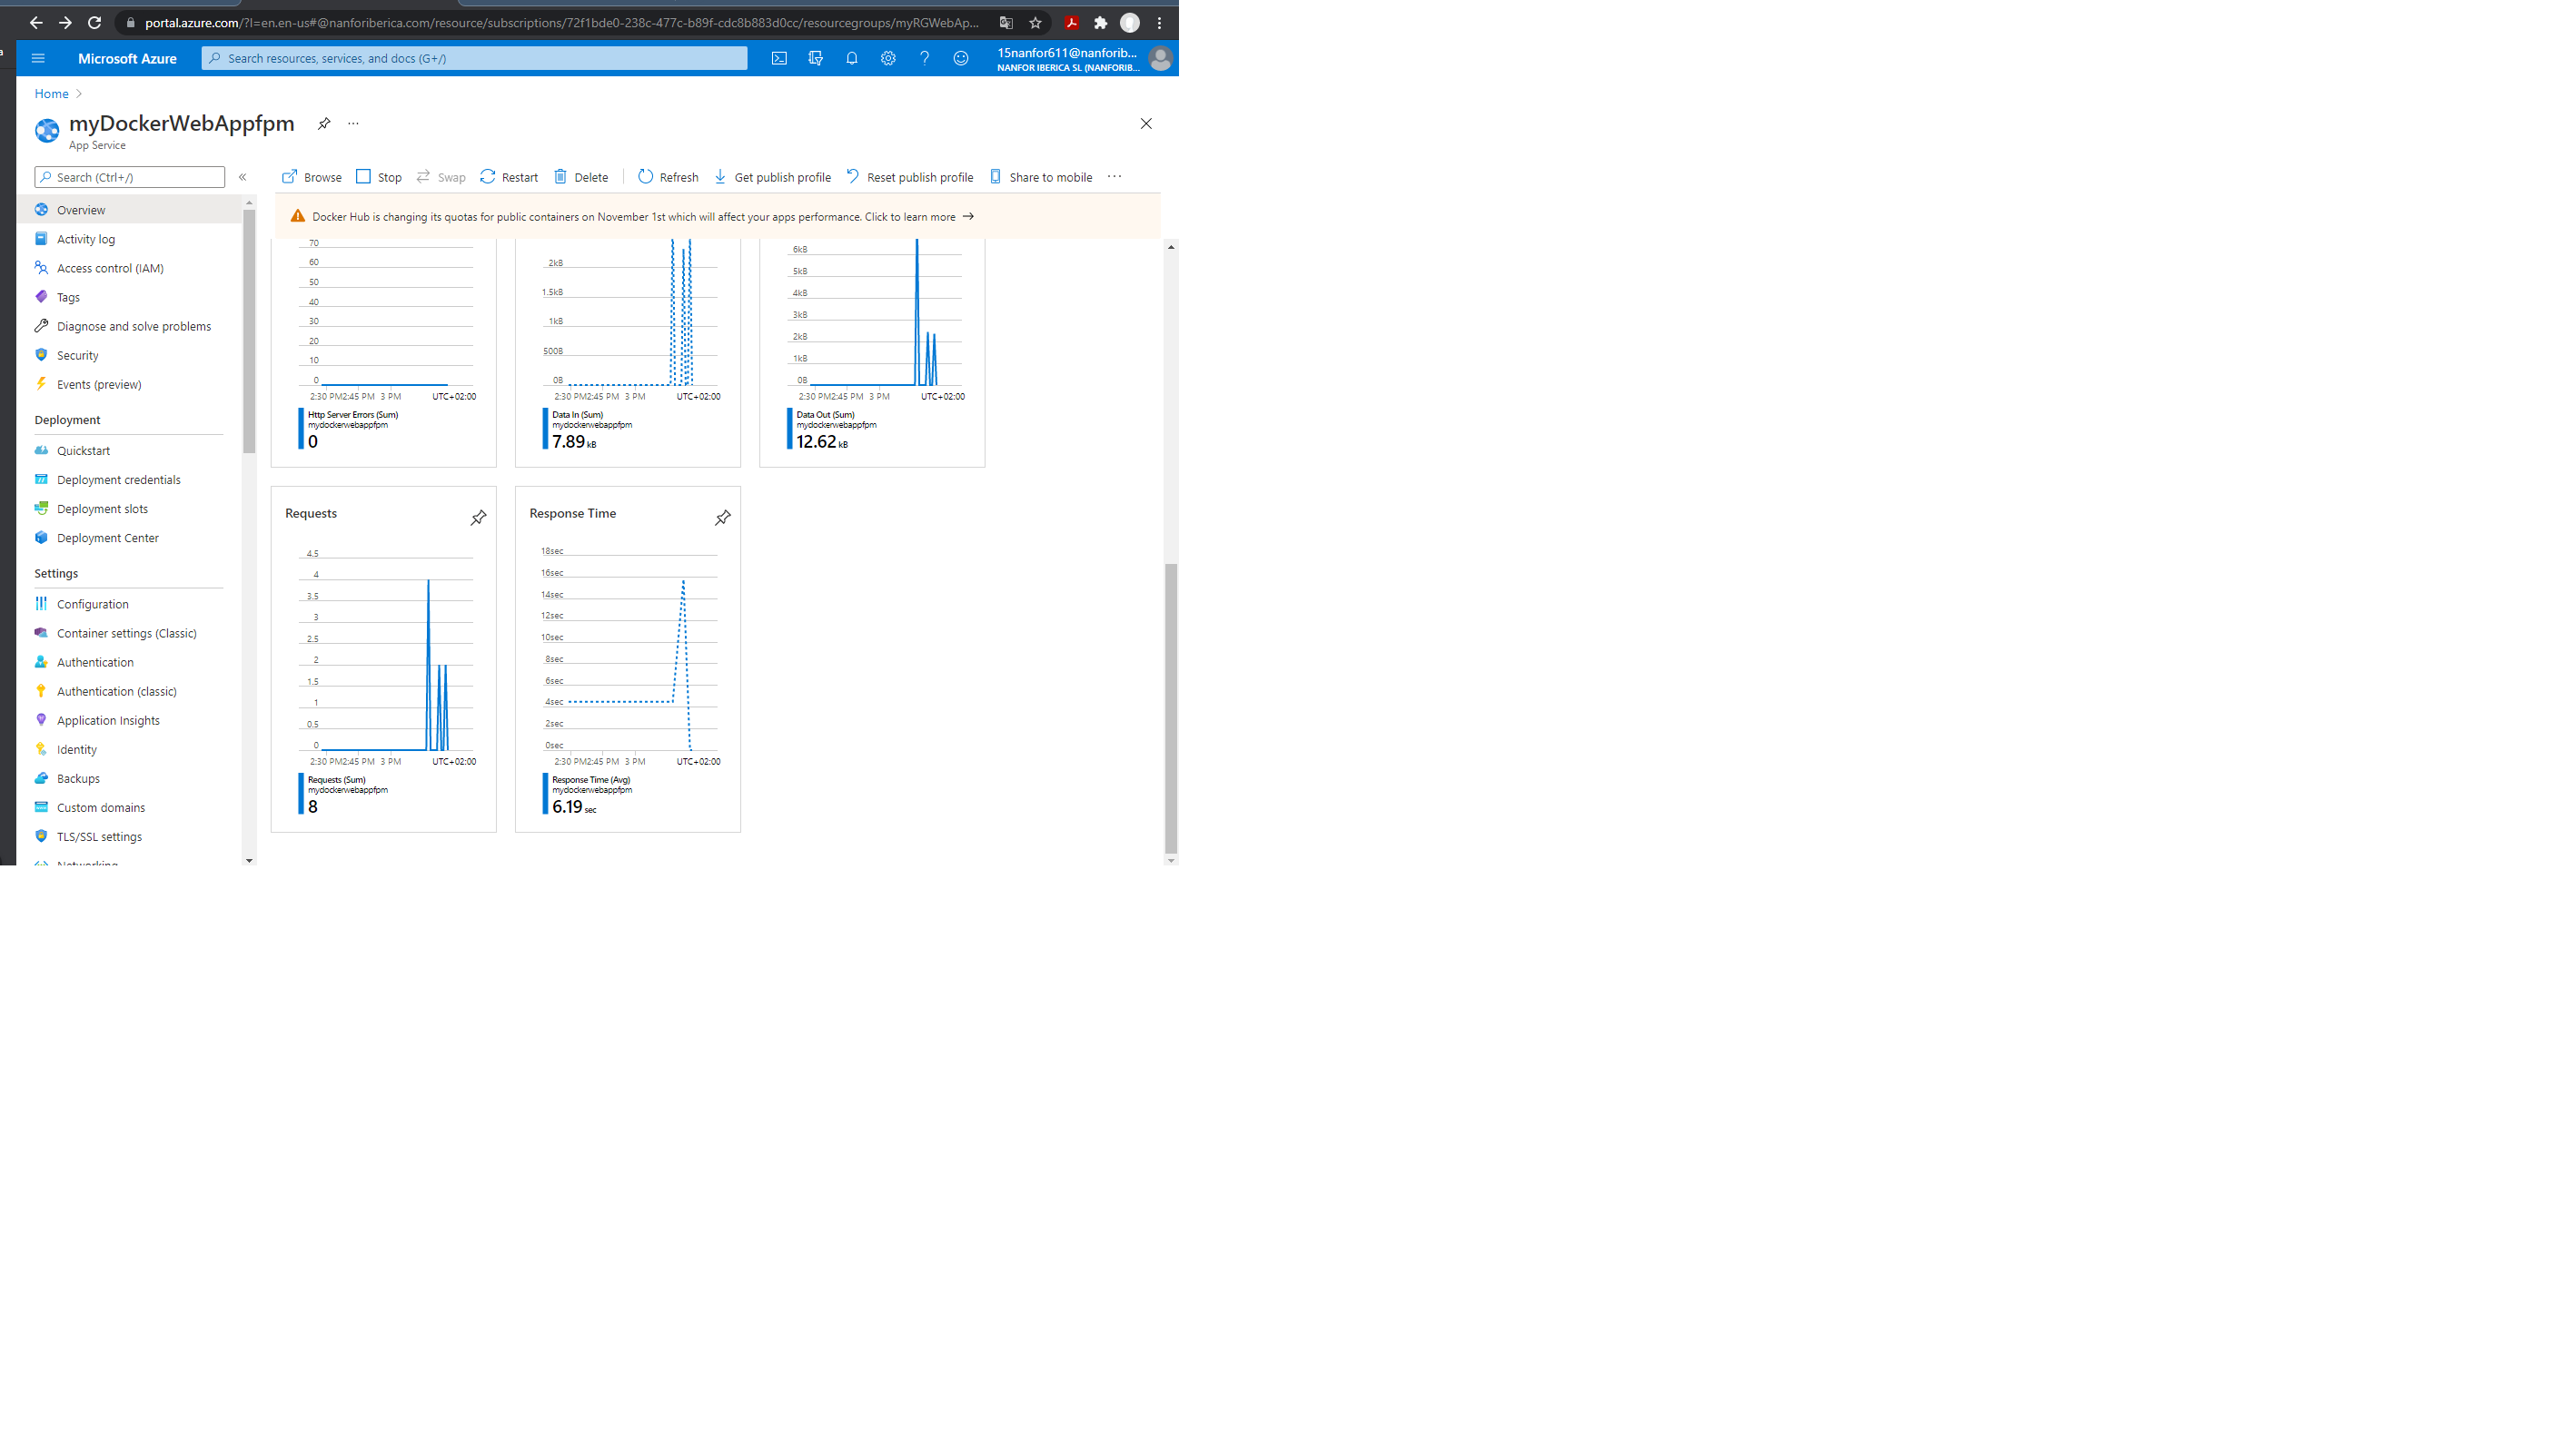 a
portal.azure.com/?l=en.en-us#@nanforiberica.com/resource/subscriptions/72f1bde0-238c-477c-b89f-cdc8b883d0cc/resourcegroups/myRGWebAp...
Microsoft Azure
Search resources, services, and docs (G+/)
15nanfor611@nanforib...
NANFOR IBERICA SL (NANFORIB...
Home
myDockerWebAppfpm
...
App Service
Search (Ctrl+/)
«
Browse
Stop
Swap
Restart
Delete
Refresh
Get publish profile
Reset publish profile
Share to mobile
...
Docker Hub is changing its quotas for public containers on November 1st which will affect your apps performance. Click to learn more →
Overview
Activity log
Access control (IAM)
Tags
Diagnose and solve problems
Security
Events (preview)
Deployment
Quickstart
Deployment credentials
Deployment slots
Deployment Center
Settings
Configuration
Container settings (Classic)
Authentication
Authentication (classic)
Application Insights
Identity
Backups
Custom domains
TLS/SSL settings
Networking
70
60
50
40
30
20
10
0
2:30 PM 2:45 PM 3 PM UTC+02:00
Http Server Errors (Sum)
mydockerwebappfpm
0
2kB
1.5kB
1kB
500B
0B
2:30 PM 2:45 PM 3 PM UTC+02:00
Data In (Sum)
mydockerwebappfpm
7.89 kB
6kB
5kB
4kB
3kB
2kB
1kB
0B
2:30 PM 2:45 PM 3 PM UTC+02:00
Data Out (Sum)
mydockerwebappfpm
12.62 kB
Requests
4.5
4
3.5
3
2.5
2
1.5
1
0.5
0
2:30 PM 2:45 PM 3 PM UTC+02:00
Requests (Sum)
mydockerwebappfpm
8
Response Time
18sec
16sec
14sec
12sec
10sec
8sec
6sec
4sec
2sec
0sec
2:30 PM 2:45 PM 3 PM UTC+02:00
Response Time (Avg)
mydockerwebappfpm
6.19 sec